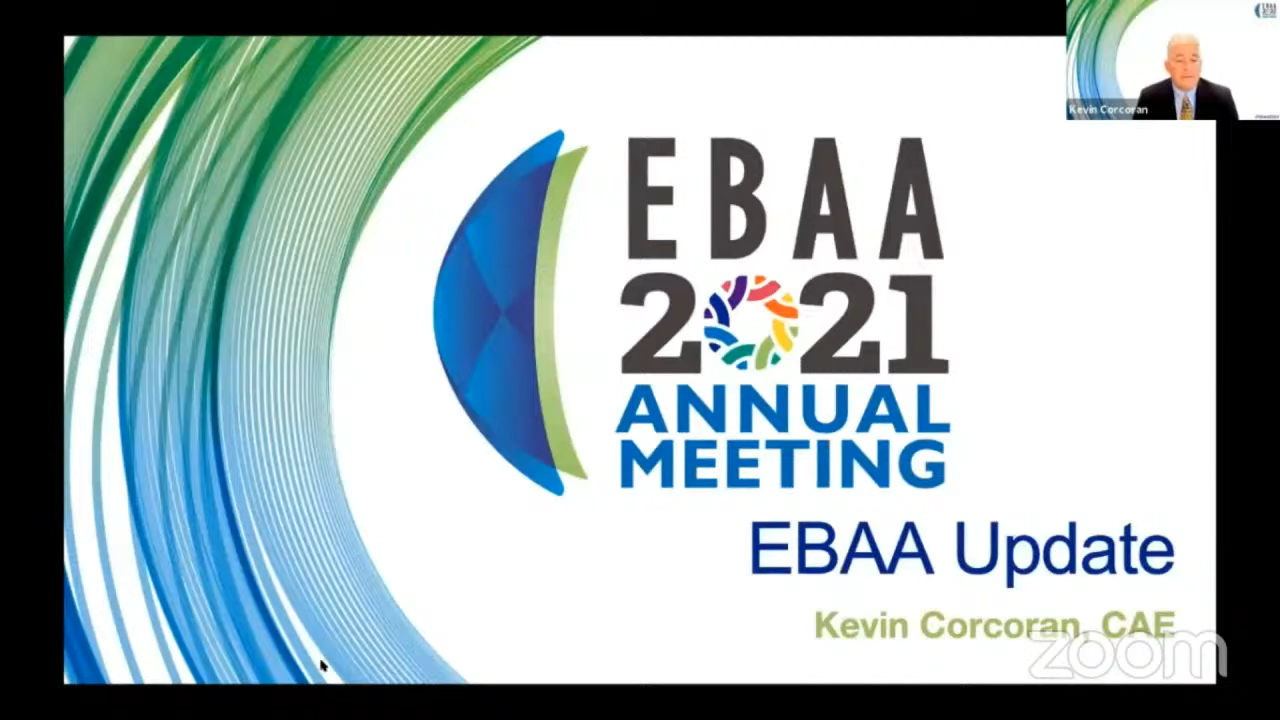 Kevin Corcoran
EBAA
2021
ANNUAL
MEETING
EBAA Update
Kevin Corcoran, CAE
zoom